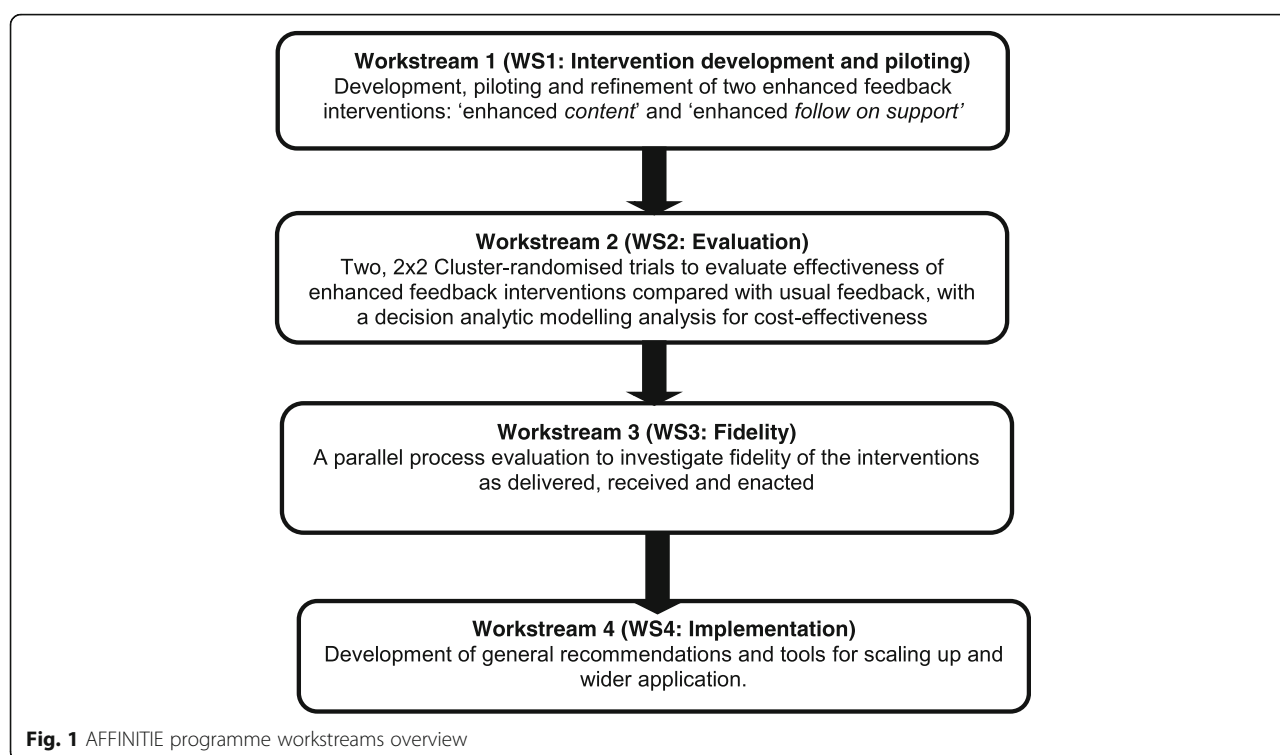 Workstream 1 (WS1: Intervention development and piloting)
Development, piloting and refinement of two enhanced feedback
interventions: ‘enhanced content’ and ‘enhanced follow on support’
Workstream 2 (WS2: Evaluation)
Two, 2x2 Cluster-randomised trials to evaluate effectiveness of
enhanced feedback interventions compared with usual feedback, with
a decision analytic modelling analysis for cost-effectiveness
Workstream 3 (WS3: Fidelity)
A parallel process evaluation to investigate fidelity of the interventions
as delivered, received and enacted
Workstream 4 (WS4: Implementation)
Development of general recommendations and tools for scaling up and
wider application.
Fig. 1 AFFINITIE programme workstreams overview